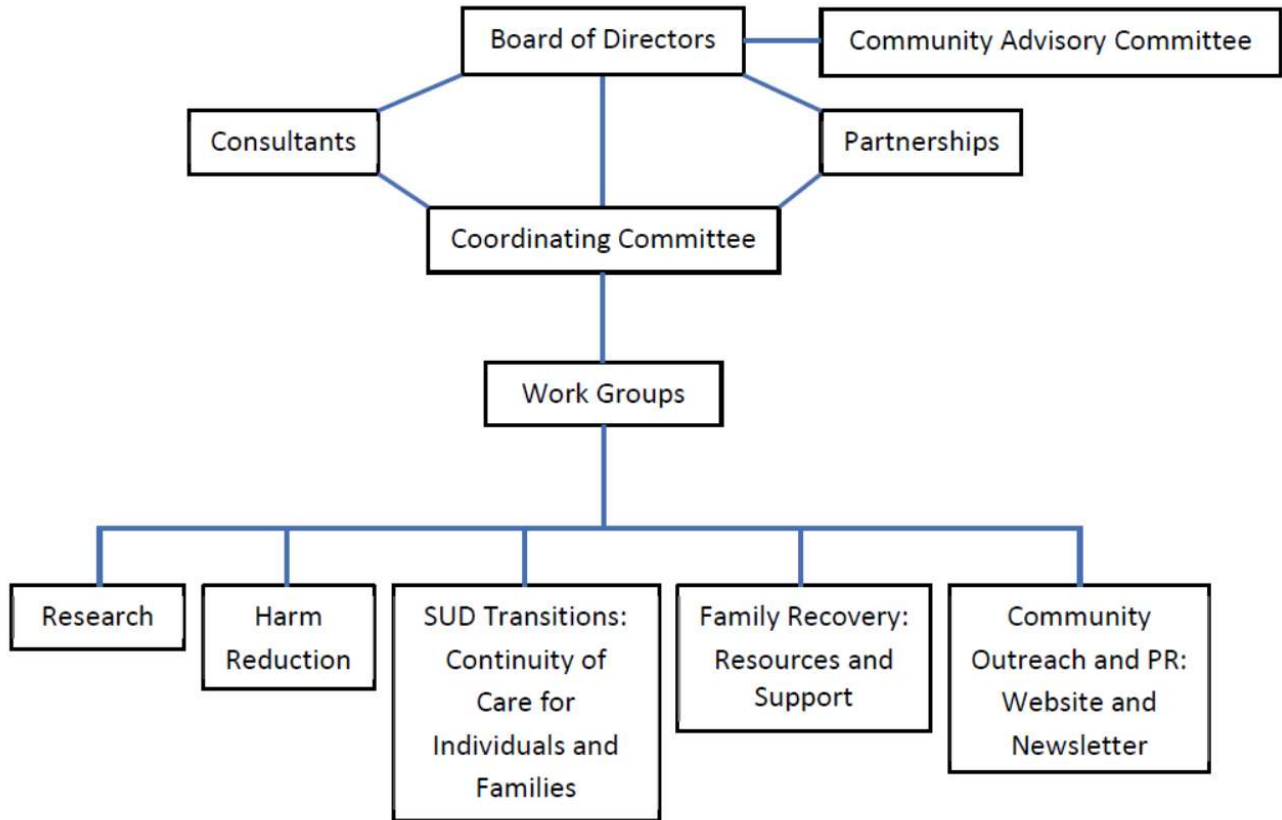 Board of Directors
Community Advisory Committee
Consultants
Partnerships
Coordinating Committee
Work Groups
Research
Harm
Reduction
SUD Transitions:
Continuity of
Care for
Individuals and
Families
Family Recovery:
Resources and
Support
Community
Outreach and PR:
Website and
Newsletter